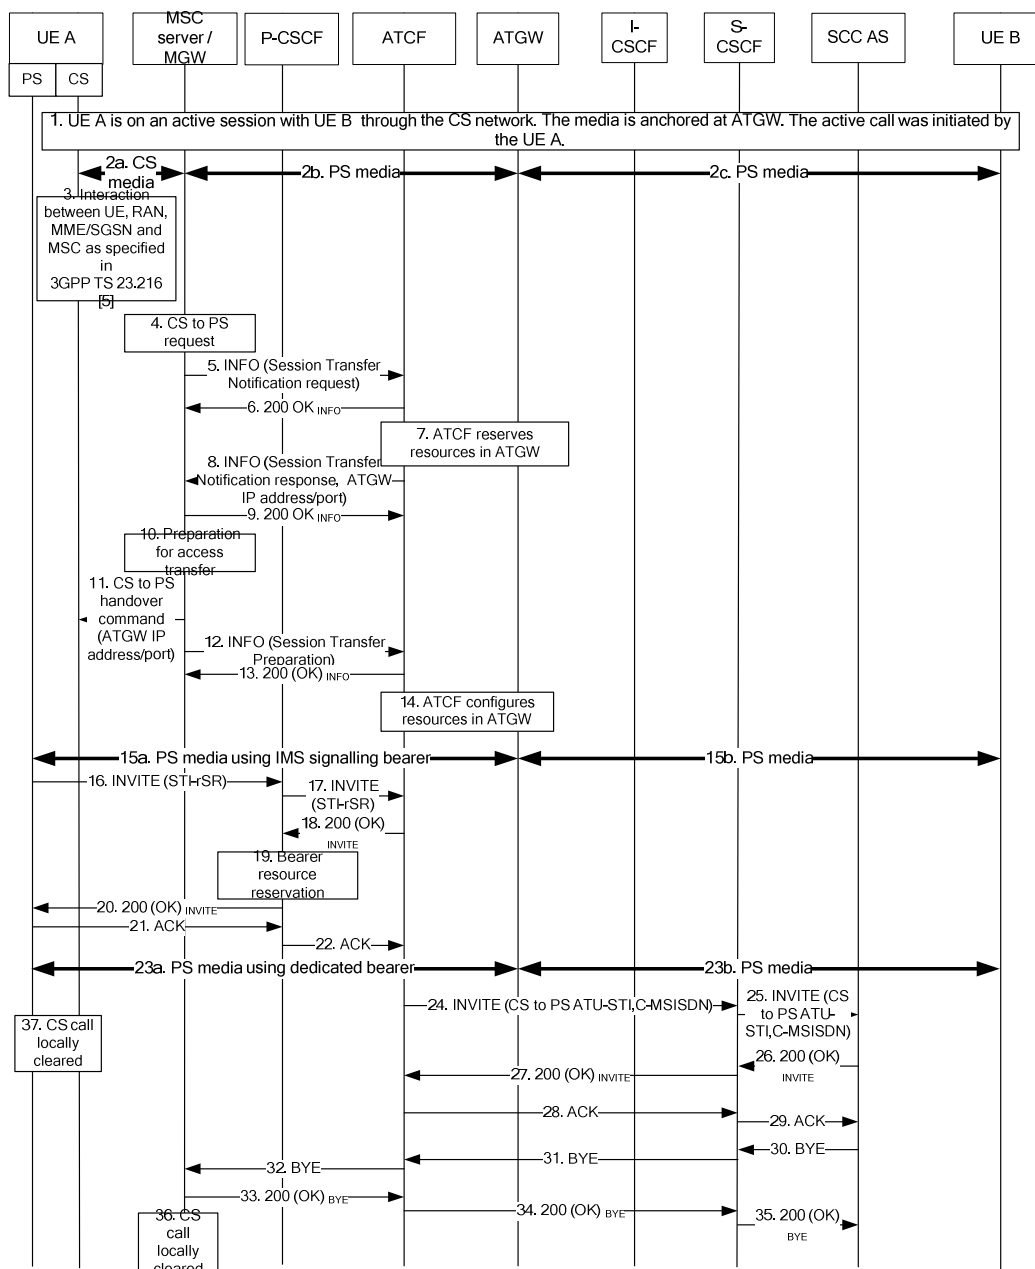 UE A
MSC
server /
MGW
P-CSCF
ATCF
ATGW
I-
CSCF
S-
CSCF
SCC AS
UE B
PS
CS
1. UE A is on an active session with UE B through the CS network. The media is anchored at ATGW. The active call was initiated by
the UE A.
2a. CS
media
2b. PS media
2c. PS media
3. Interaction
between UE, RAN,
MME/SGSN and
MSC as specified
in
3GPP TS 23.216
[5]
4. CS to PS
request
5. INFO (Session Transfer
Notification request)
6. 200 OK INFO
7. ATCF reserves
resources in ATGW
8. INFO (Session Transfer
Notification response, ATGW
IP address/port)
9. 200 OK INFO
10. Preparation
for access
transfer
11. CS to PS
handover
command
(ATGW IP
address/port)
12. INFO (Session Transfer
Preparation)
13. 200 (OK) INFO
14. ATCF configures
resources in ATGW
15a. PS media using IMS signalling bearer
15b. PS media
16. INVITE (STI-rSR)
17. INVITE
(STI-rSR)
18. 200 (OK)
INVITE
19. Bearer
resource
reservation
20. 200 (OK) INVITE
21. ACK
22. ACK
23a. PS media using dedicated bearer
23b. PS media
24. INVITE (CS to PS ATU-STI,C-MSISDN)
25. INVITE (CS
to PS ATU-
STI,C-MSISDN)
37. CS call
locally
cleared
26. 200 (OK)
INVITE
27. 200 (OK) INVITE
28. ACK
29. ACK
30. BYE
31. BYE
32. BYE
33. 200 (OK) BYE
34. 200 (OK) BYE
35. 200 (OK)
BYE
36. CS
call
locally
cleared